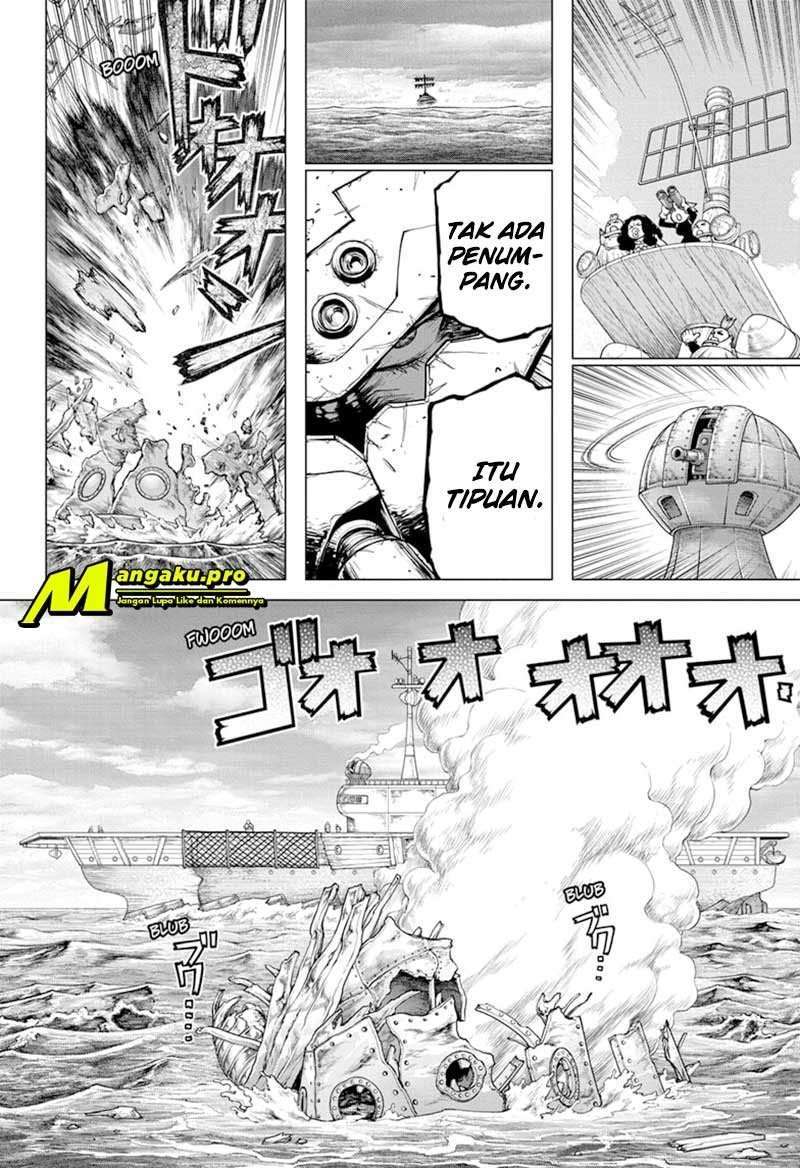 BOOOM
ドオオオン
TAK ADA
PENUM-
PANG.
ITU
TIPUAN.
Mangaku.pro
Jangan Lupa Like dan Komennya
FWOOOM
ゴオオオオオ.
BLUB
ブク...
BLUB
ブク...